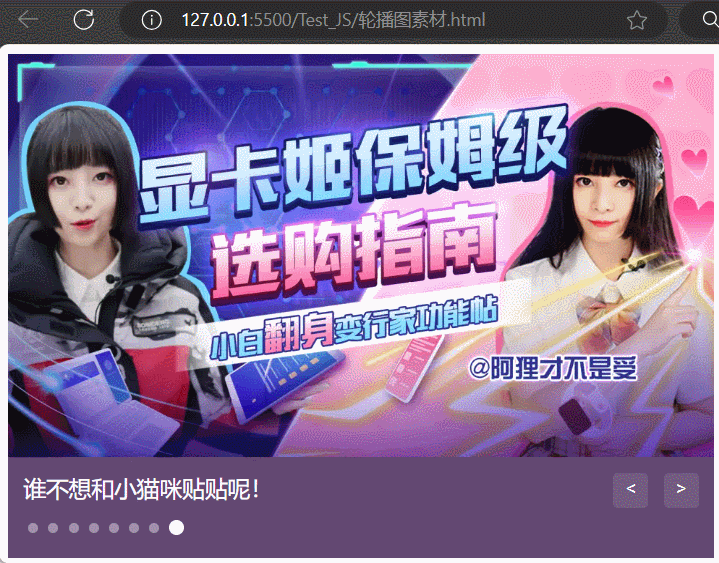 127.0.0.1:5500/Test_JS/轮播图素材.html
显卡姬保姆级
选购指南
小白翻身变行家功能帖
@阿狸才不是爱
谁不想和小猫咪贴贴呢！
< >